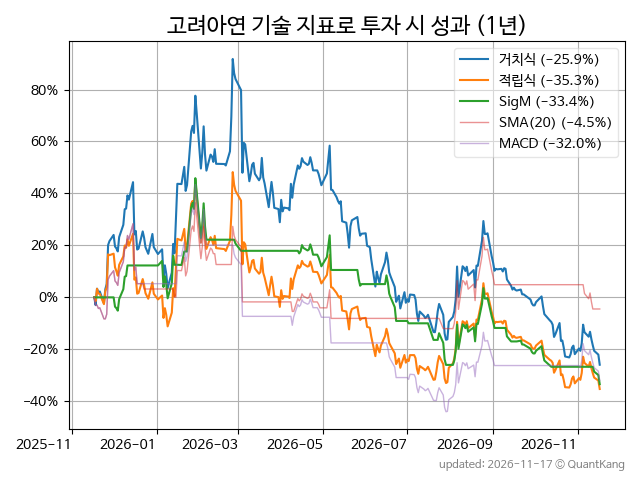 고려아연 기술 지표로 투자 시 성과 (1년)
거치식 (−25.9%)
적립식 (−35.3%)
SigM (−33.4%)
SMA(20) (−4.5%)
MACD (−32.0%)
80%
60%
40%
20%
0%
−20%
−40%
2025-11
2026-01
2026-03
2026-05
2026-07
2026-09
2026-11
updated: 2026-11-17 © QuantKang